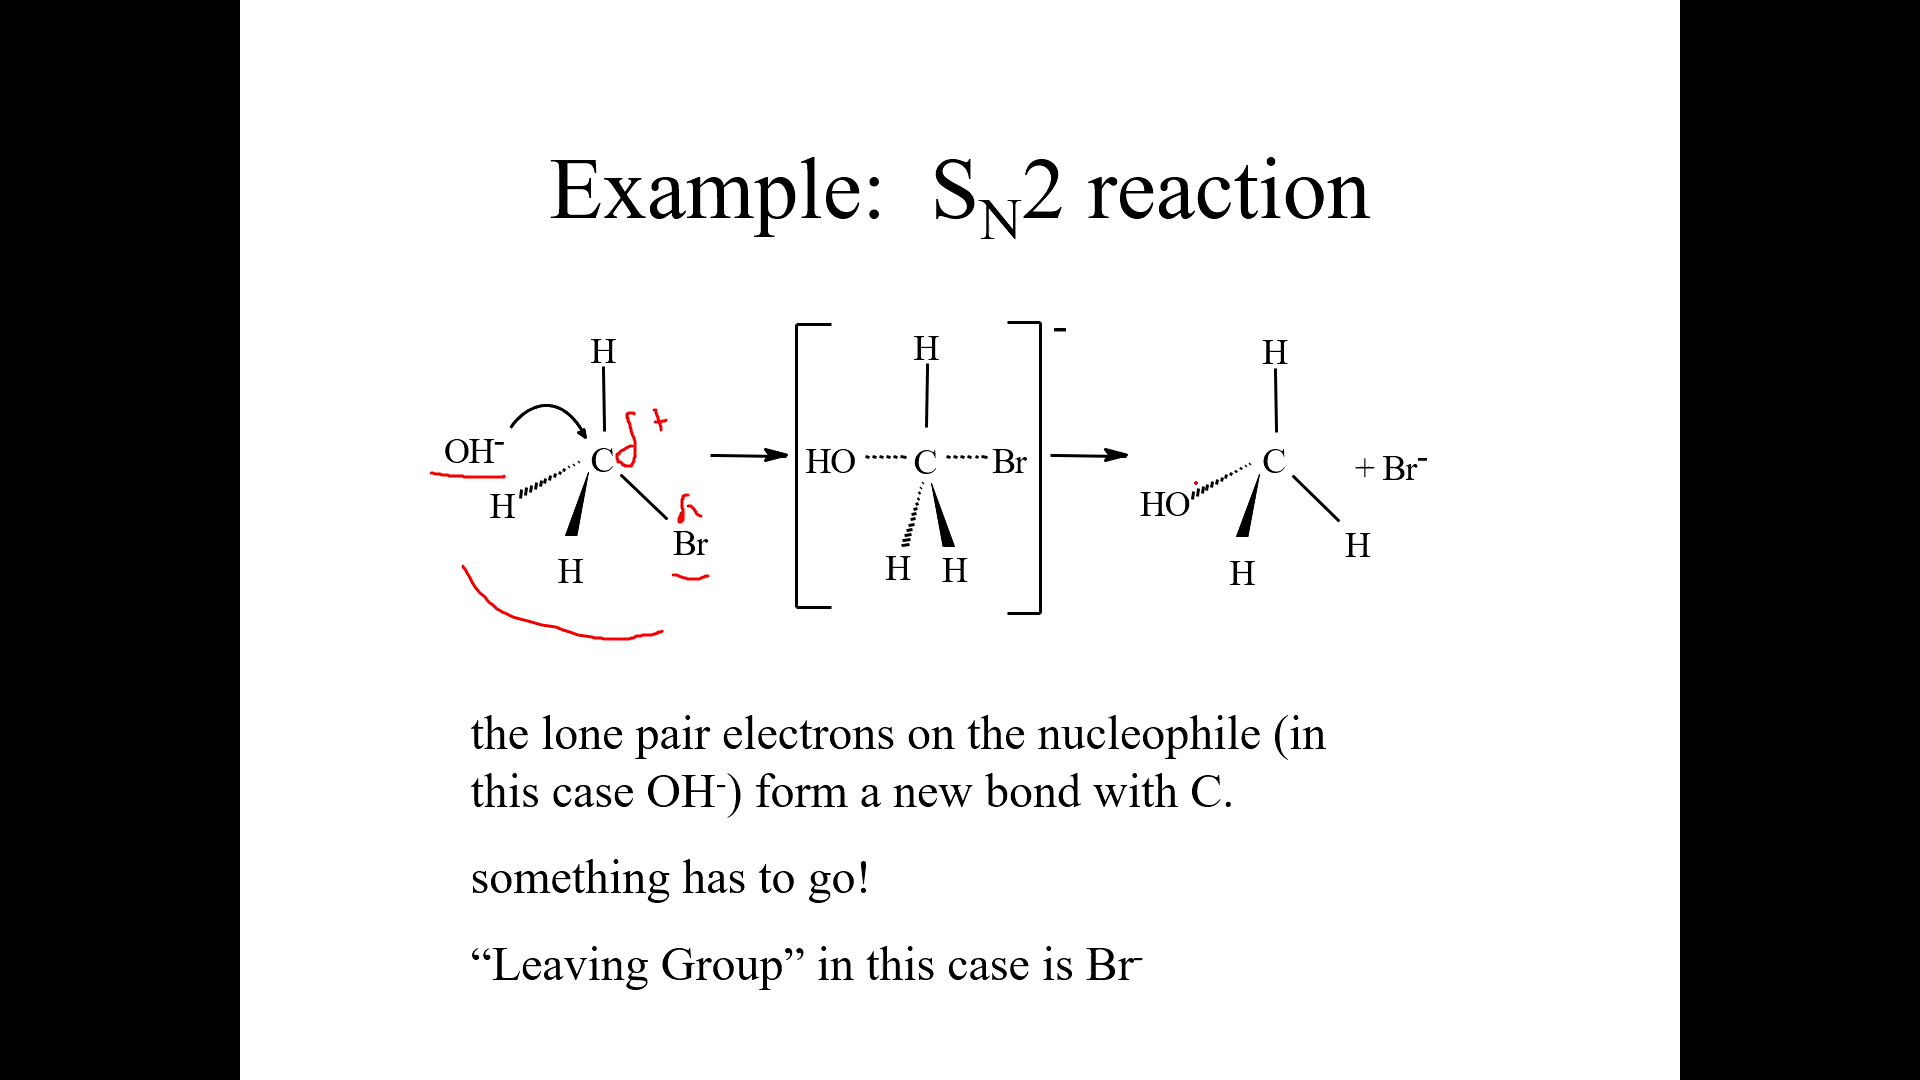 Example: S_N2 reaction
H H H
OH⁻ C δ+ HO C Br C + Br⁻
H Br H H HO H
H H
the lone pair electrons on the nucleophile (in
this case OH⁻) form a new bond with C.
something has to go!
“Leaving Group” in this case is Br⁻